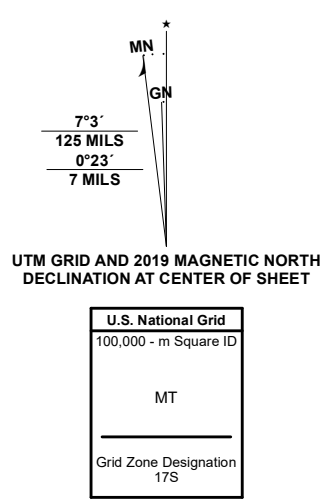 MN
GN
7°3´
125 MILS
0°23´
7 MILS
UTM GRID AND 2019 MAGNETIC NORTH
DECLINATION AT CENTER OF SHEET
U.S. National Grid
100,000 - m Square ID
MT
Grid Zone Designation
17S